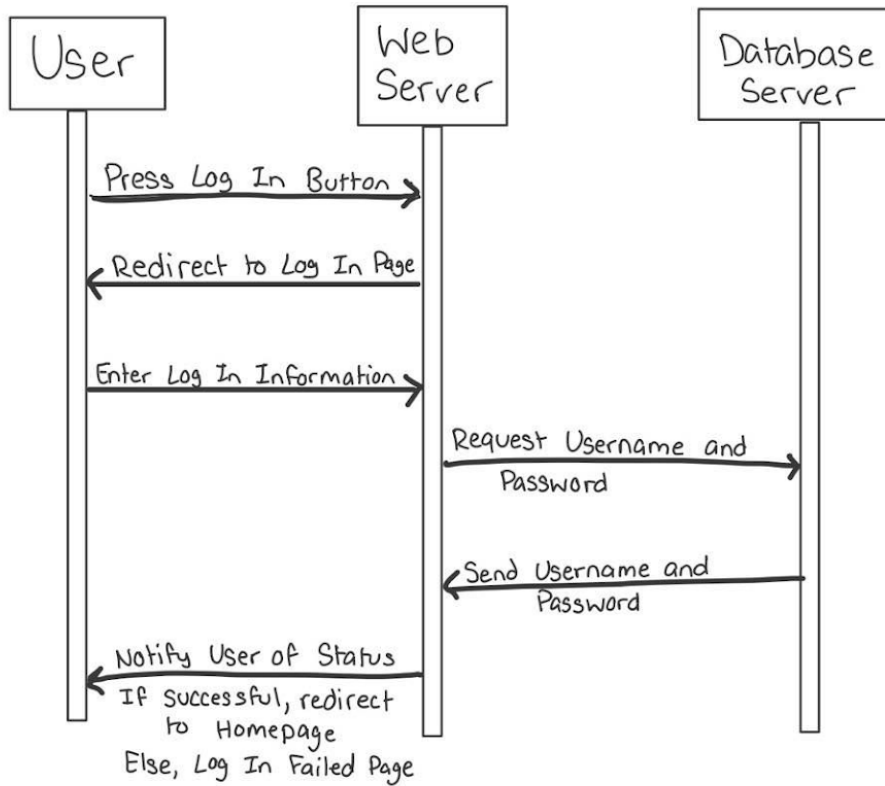 User
Web
Server
Database
Server
Press Log In Button
Redirect to Log In Page
Enter Log In Information
Request Username and
Password
Send Username and
Password
Notify User of Status
If Successful, redirect
to Homepage
Else, Log In Failed Page